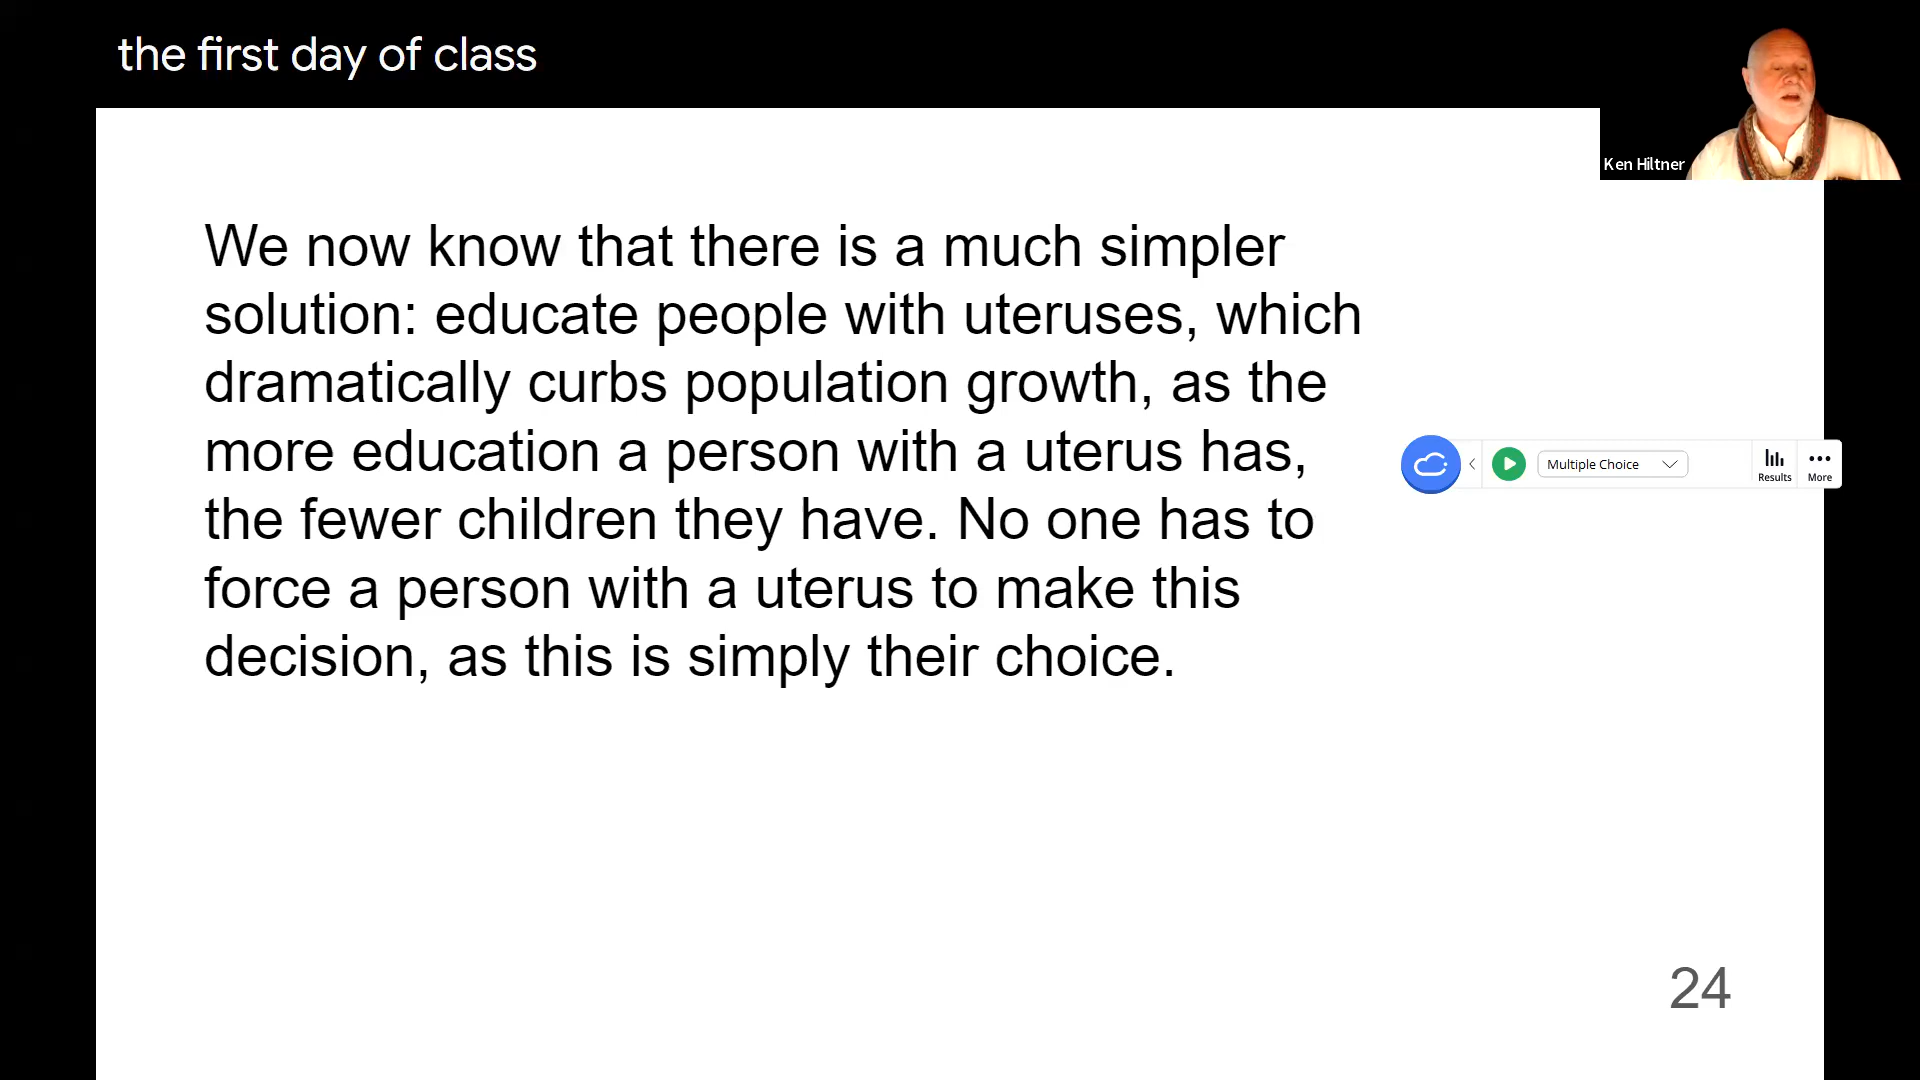 the first day of class
Ken Hiltner
We now know that there is a much simpler
solution: educate people with uteruses, which
dramatically curbs population growth, as the
more education a person with a uterus has,
the fewer children they have. No one has to
force a person with a uterus to make this
decision, as this is simply their choice.
Multiple Choice
Results
More
24